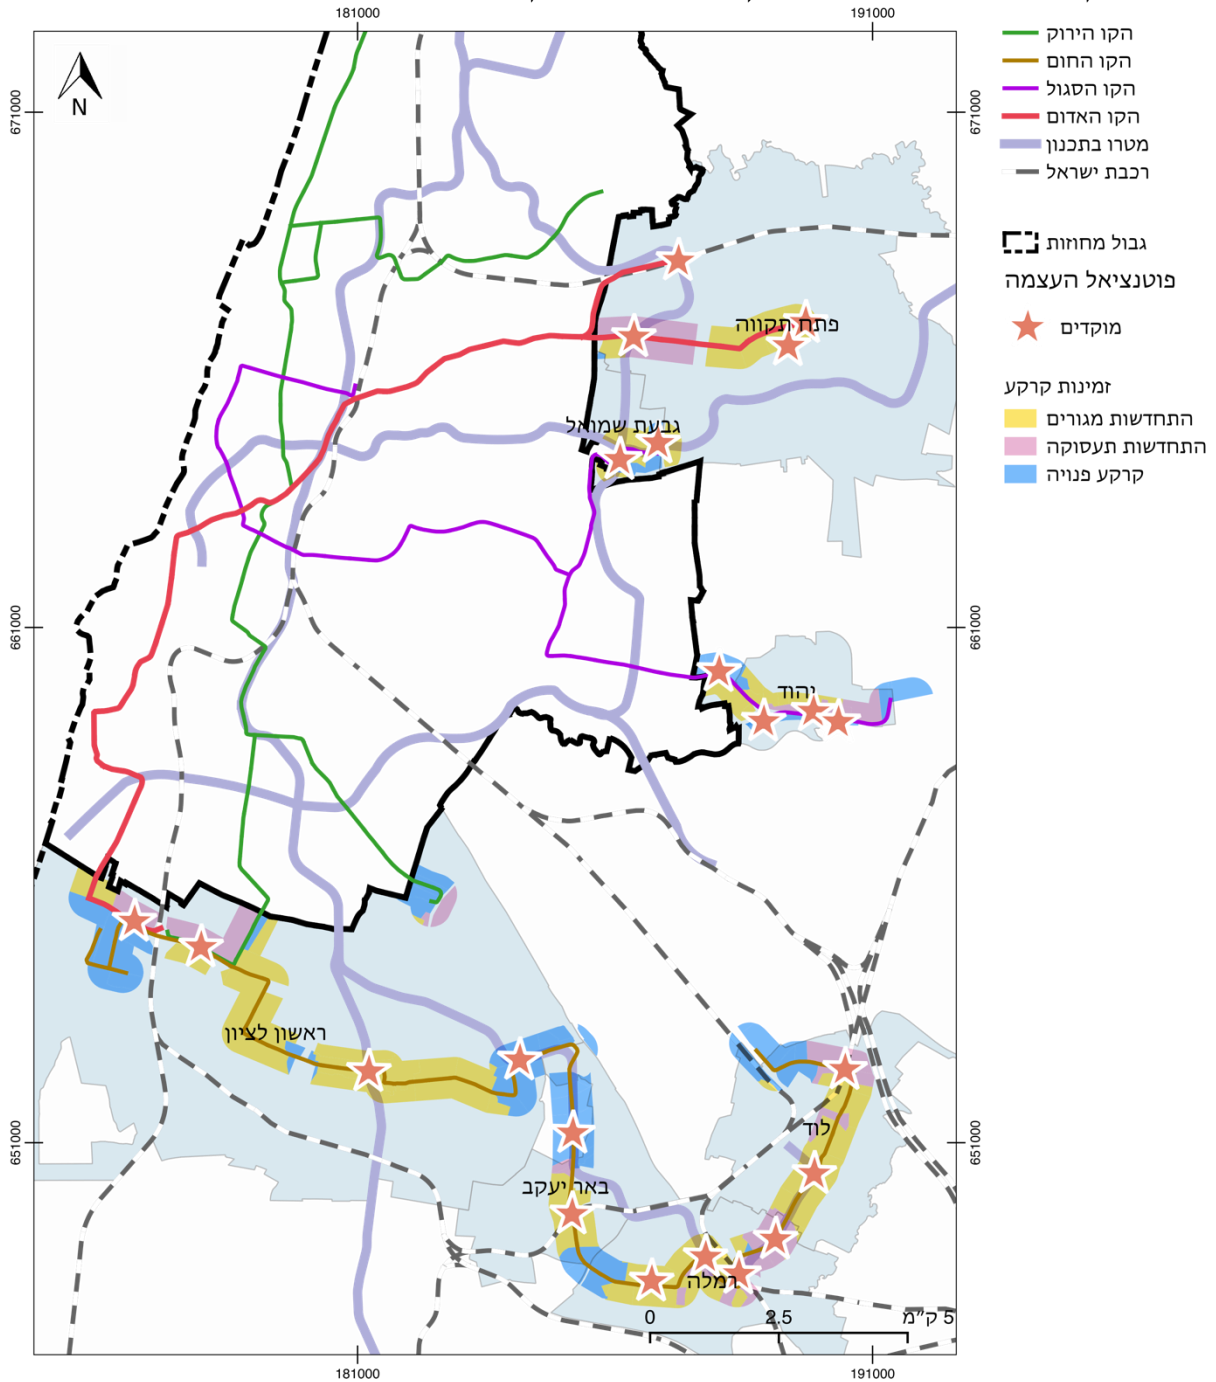 181000
191000
הקו הירוק
הקו החום
הקו הסגול
הקו האדום
מטרו בתכנון
רכבת ישראל
גבול מחוזות
פוטנציאל העצמה
מוקדים
זמינות קרקע
התחדשות מגורים
התחדשות תעסוקה
קרקע פנויה
N
671000
671000
פתח תקווה
גבעת שמואל
661000
661000
יהוד
ראשון לציון
לוד
651000
651000
באר יעקב
רמלה
0
2.5
5 ק"מ
181000
191000